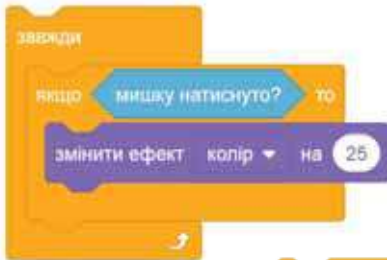 завжди
якщо мишку натиснуто? то
змінити ефект колір на 25